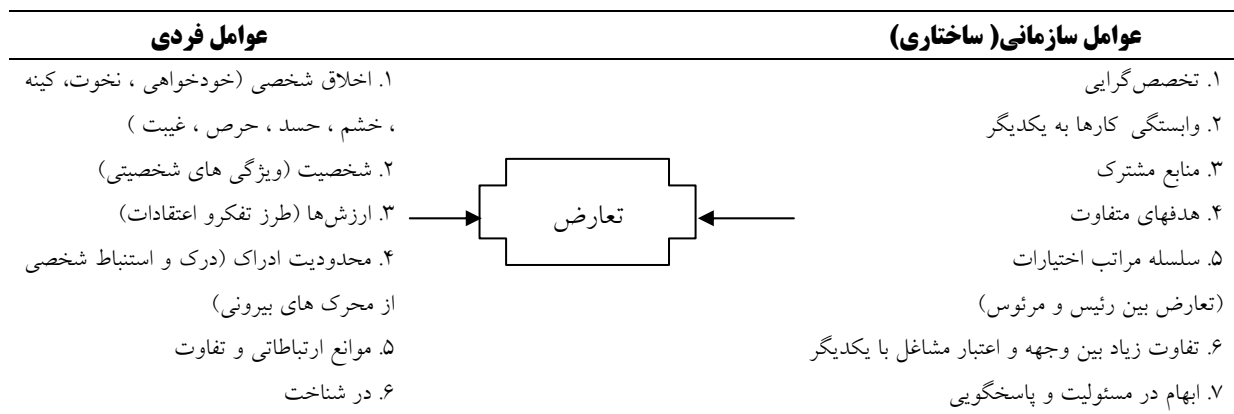 عوامل سازمانی( ساختاری)
۱. تخصص‌گرایی
۲. وابستگی کارها به یکدیگر
۳. منابع مشترک
۴. هدفهای متفاوت
۵. سلسله مراتب اختیارات
(تعارض بین رئیس و مرئوس)
۶. تفاوت زیاد بین وجهه و اعتبار مشاغل با یکدیگر
۷. ابهام در مسئولیت و پاسخگویی
تعارض
عوامل فردی
۱. اخلاق شخصی (خودخواهی ، نخوت، کینه
، خشم ، حسد ، حرص ، غیبت )
۲. شخصیت (ویژگی های شخصیتی)
۳. ارزش‌ها (طرز تفکرو اعتقادات)
۴. محدودیت ادراک (درک و استنباط شخصی
از محرک های بیرونی)
۵. موانع ارتباطاتی و تفاوت
۶. در شناخت